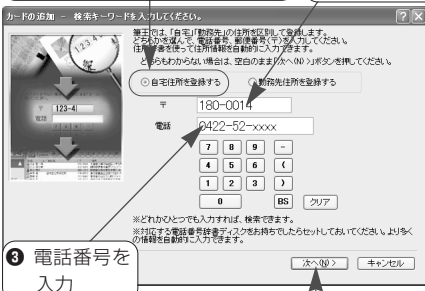 カードの追加 － 検索キーワードを入力してください。
筆王では、「自宅」「勤務先」の住所を区別して登録します。
どちらかを選んで、電話番号、郵便番号(〒)を入力してください。
住所辞書を使って住所情報を自動的に入力できます。
どちらもわからない場合は、空白のまま[次へ(N) >]ボタンを押してください。
自宅住所を登録する
勤務先住所を登録する
〒 180-0014
電話 0422-52-xxxx
〒 123-4
電話
7 8 9 -
4 5 6 (
1 2 3 )
0 BS クリア
※どれかひとつでも入力すれば、検索できます。
※対応する電話番号辞書ディスクをお持ちでしたらセットしておいてください。より多く
の情報を自動的に入力できます。
次へ(N) > キャンセル
❸ 電話番号を
入力